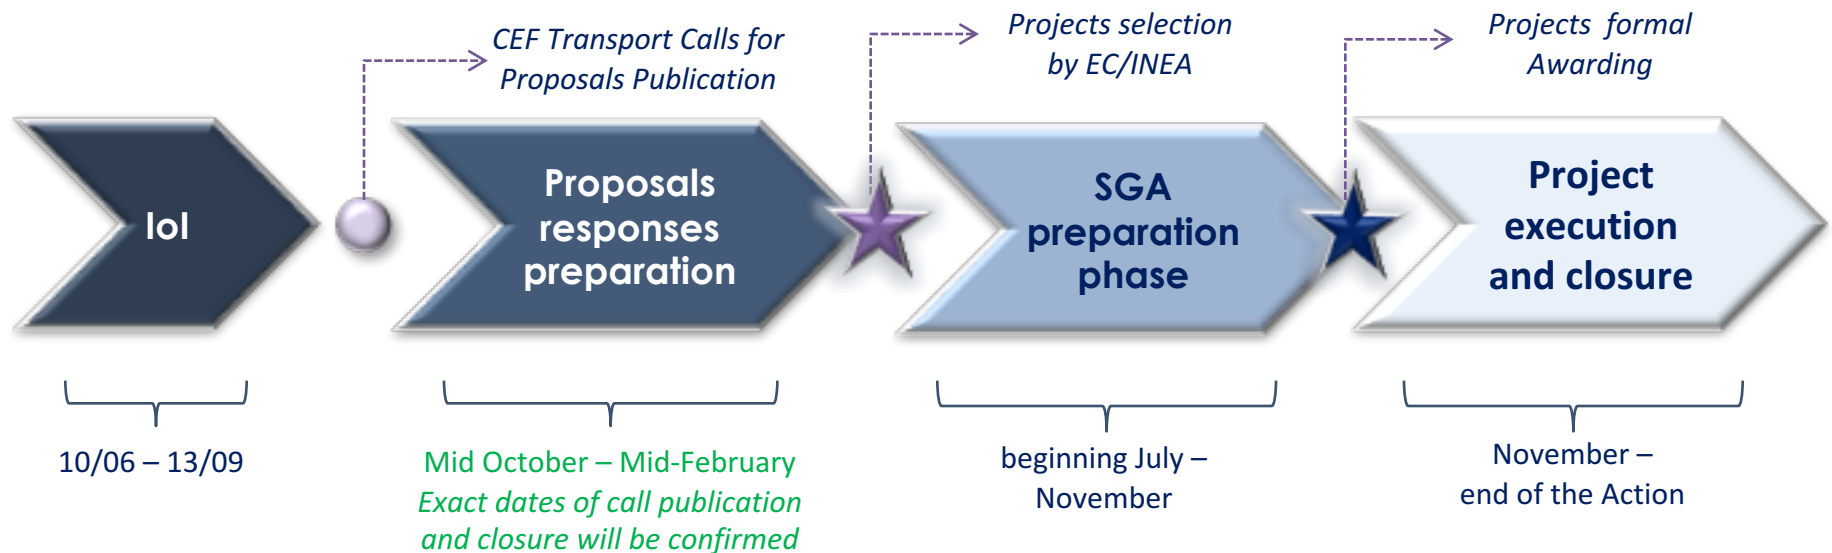 CEF Transport Calls for
Proposals Publication
Projects selection
by EC/INEA
Projects formal
Awarding
lol
Proposals
responses
preparation
SGA
preparation
phase
Project
execution
and closure
10/06 – 13/09
Mid October – Mid-February
Exact dates of call publication
and closure will be confirmed
beginning July –
November
November –
end of the Action